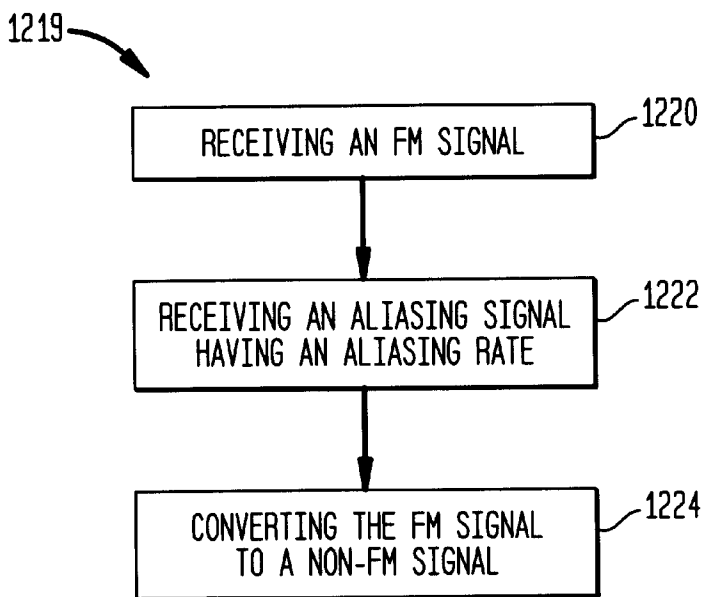 1219
RECEIVING AN FM SIGNAL
1220
RECEIVING AN ALIASING SIGNAL
HAVING AN ALIASING RATE
1222
CONVERTING THE FM SIGNAL
TO A NON-FM SIGNAL
1224